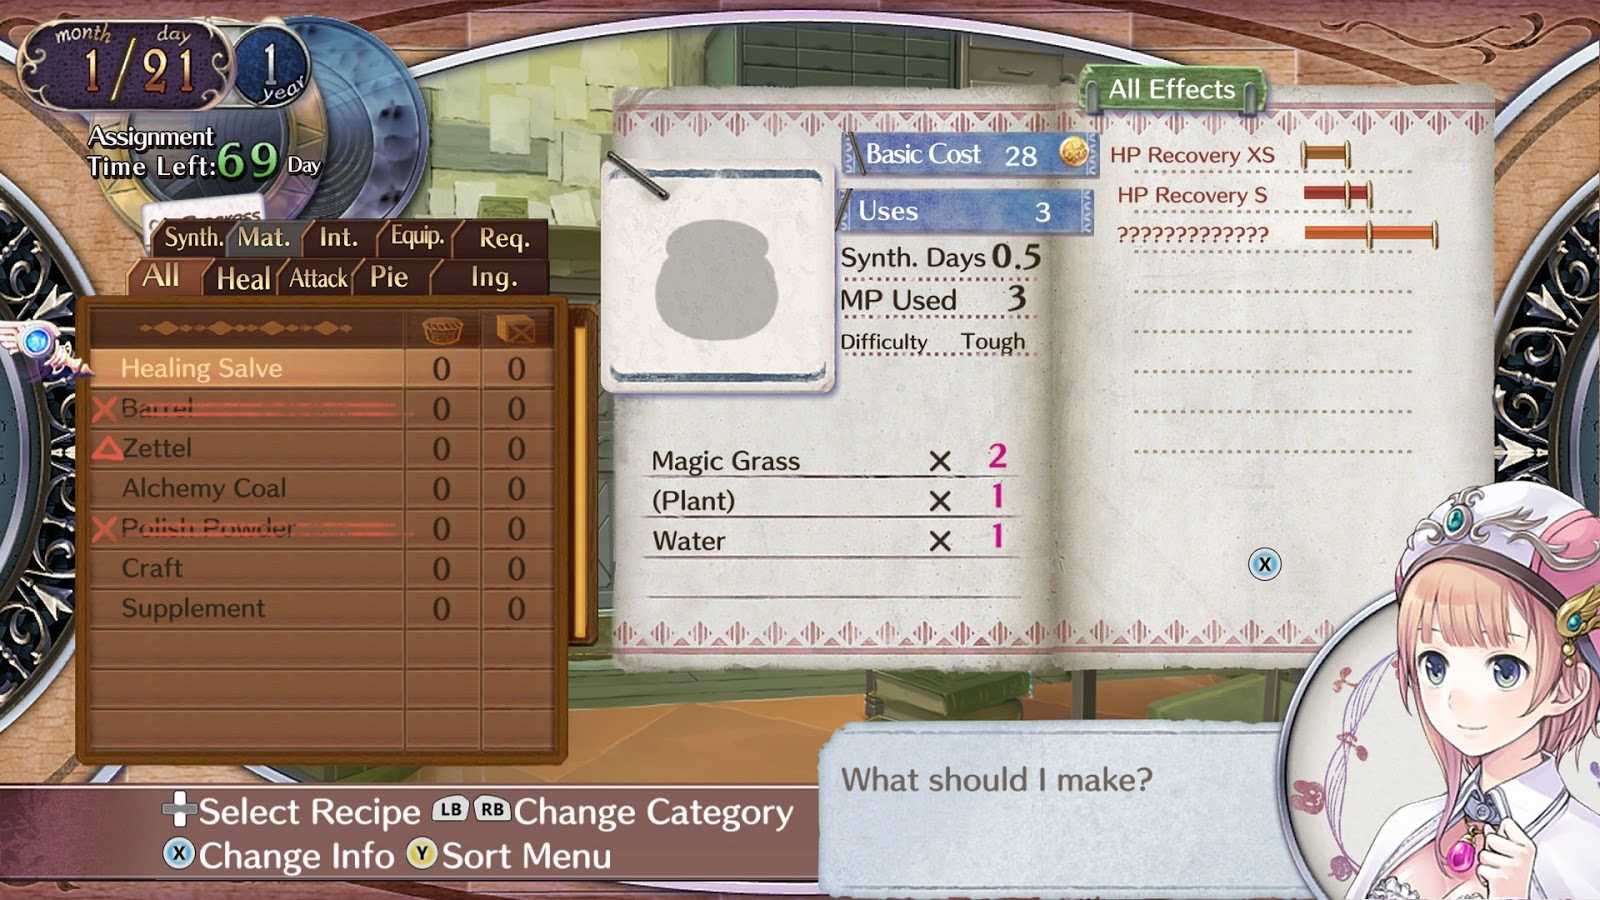 month day
1/21
1 year
Assignment
Time Left:69 Day
Synth. Mat. Int. Equip. Req.
All Heal Attack Pie Ing.
Healing Salve 0 0
Barrel 0 0
Zettel 0 0
Alchemy Coal 0 0
Polish Powder 0 0
Craft 0 0
Supplement 0 0
Basic Cost 28
Uses 3
Synth. Days 0.5
MP Used 3
Difficulty Tough
Magic Grass × 2
(Plant) × 1
Water × 1
All Effects
HP Recovery XS
HP Recovery S
?????????????
X
What should I make?
Select Recipe LB RB Change Category
X Change Info Y Sort Menu